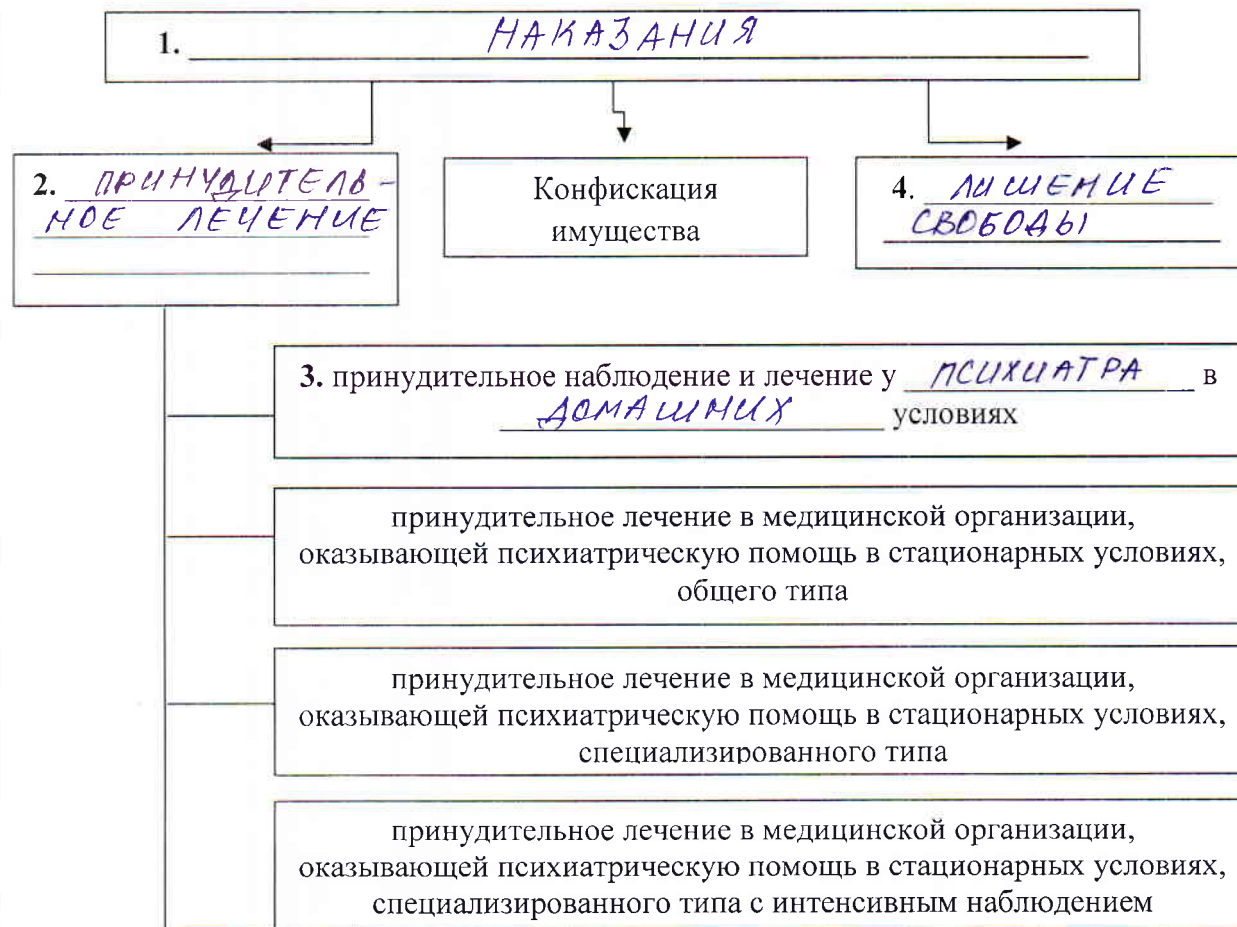 1. НАКАЗАНИЯ
2. ПРИНУДИТЕЛЬ-
НОЕ ЛЕЧЕНИЕ
Конфискация
имущества
4. ЛИШЕНИЕ
СВОБОДЫ
3. принудительное наблюдение и лечение у ПСИХИАТРА в
ДОМАШНИХ условиях
принудительное лечение в медицинской организации,
оказывающей психиатрическую помощь в стационарных условиях,
общего типа
принудительное лечение в медицинской организации,
оказывающей психиатрическую помощь в стационарных условиях,
специализированного типа
принудительное лечение в медицинской организации,
оказывающей психиатрическую помощь в стационарных условиях,
специализированного типа с интенсивным наблюдением